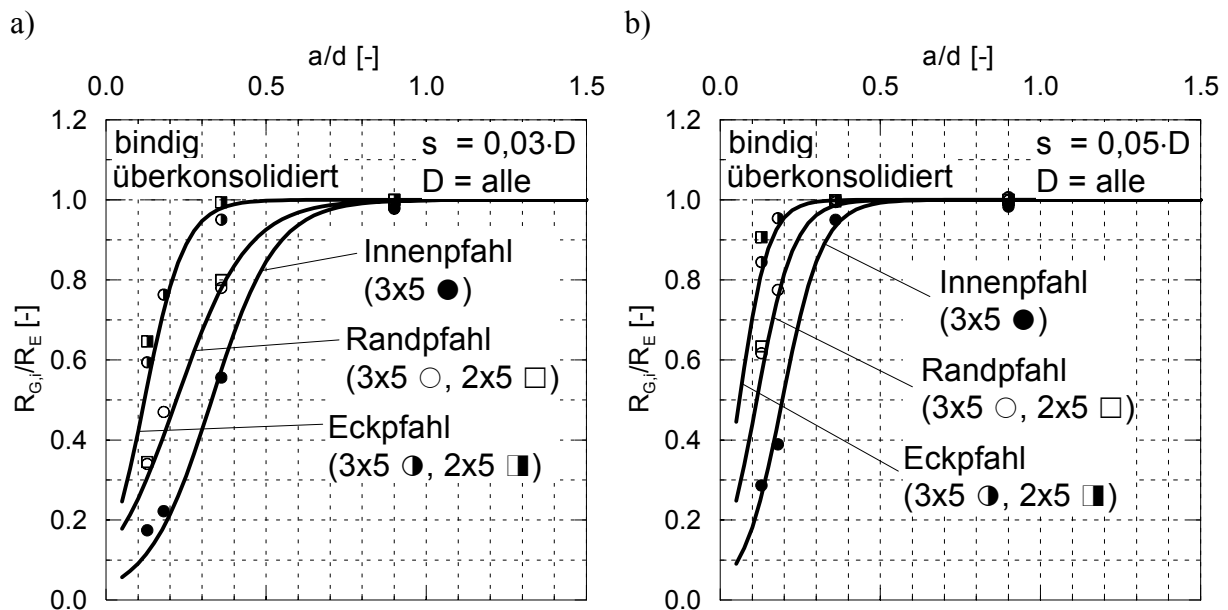 a)
a/d [-]
0.0 0.5 1.0 1.5
1.2
1.0
0.8
0.6
0.4
0.2
0.0
R_{G,i}/R_E [-]
bindig
überkonsolidiert
s = 0,03·D
D = alle
Innenpfahl
(3x5 ●)
Randpfahl
(3x5 ○, 2x5 □)
Eckpfahl
(3x5 ◑, 2x5 ◨)
b)
a/d [-]
0.0 0.5 1.0 1.5
1.2
1.0
0.8
0.6
0.4
0.2
0.0
R_{G,i}/R_E [-]
bindig
überkonsolidiert
s = 0,05·D
D = alle
Innenpfahl
(3x5 ●)
Randpfahl
(3x5 ○, 2x5 □)
Eckpfahl
(3x5 ◑, 2x5 ◨)